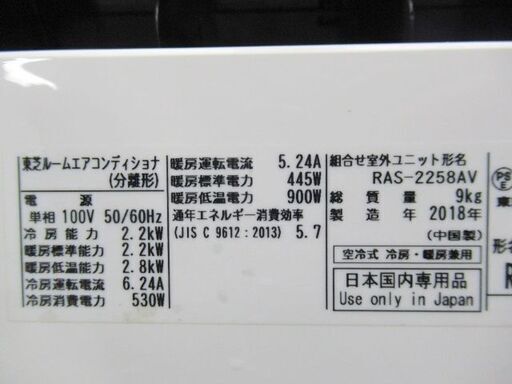 東芝ルームエアコンディショナ
(分離形)
電 源
単相 100V 50/60Hz
冷房能力 2.2kW
暖房標準能力 2.2kW
暖房低温能力 2.8kW
冷房運転電流 6.24A
冷房消費電力 530W
暖房運転電流 5.24A
暖房標準電力 445W
暖房低温電力 900W
通年エネルギー消費効率
(JIS C 9612:2013) 5.7
組合せ室外ユニット形名
RAS-2258AV
総質量 9kg
製造年 2018年
(中国製)
空冷式 冷房・暖房兼用
日本国内専用品
Use only in Japan
PS
E
東
形名
R